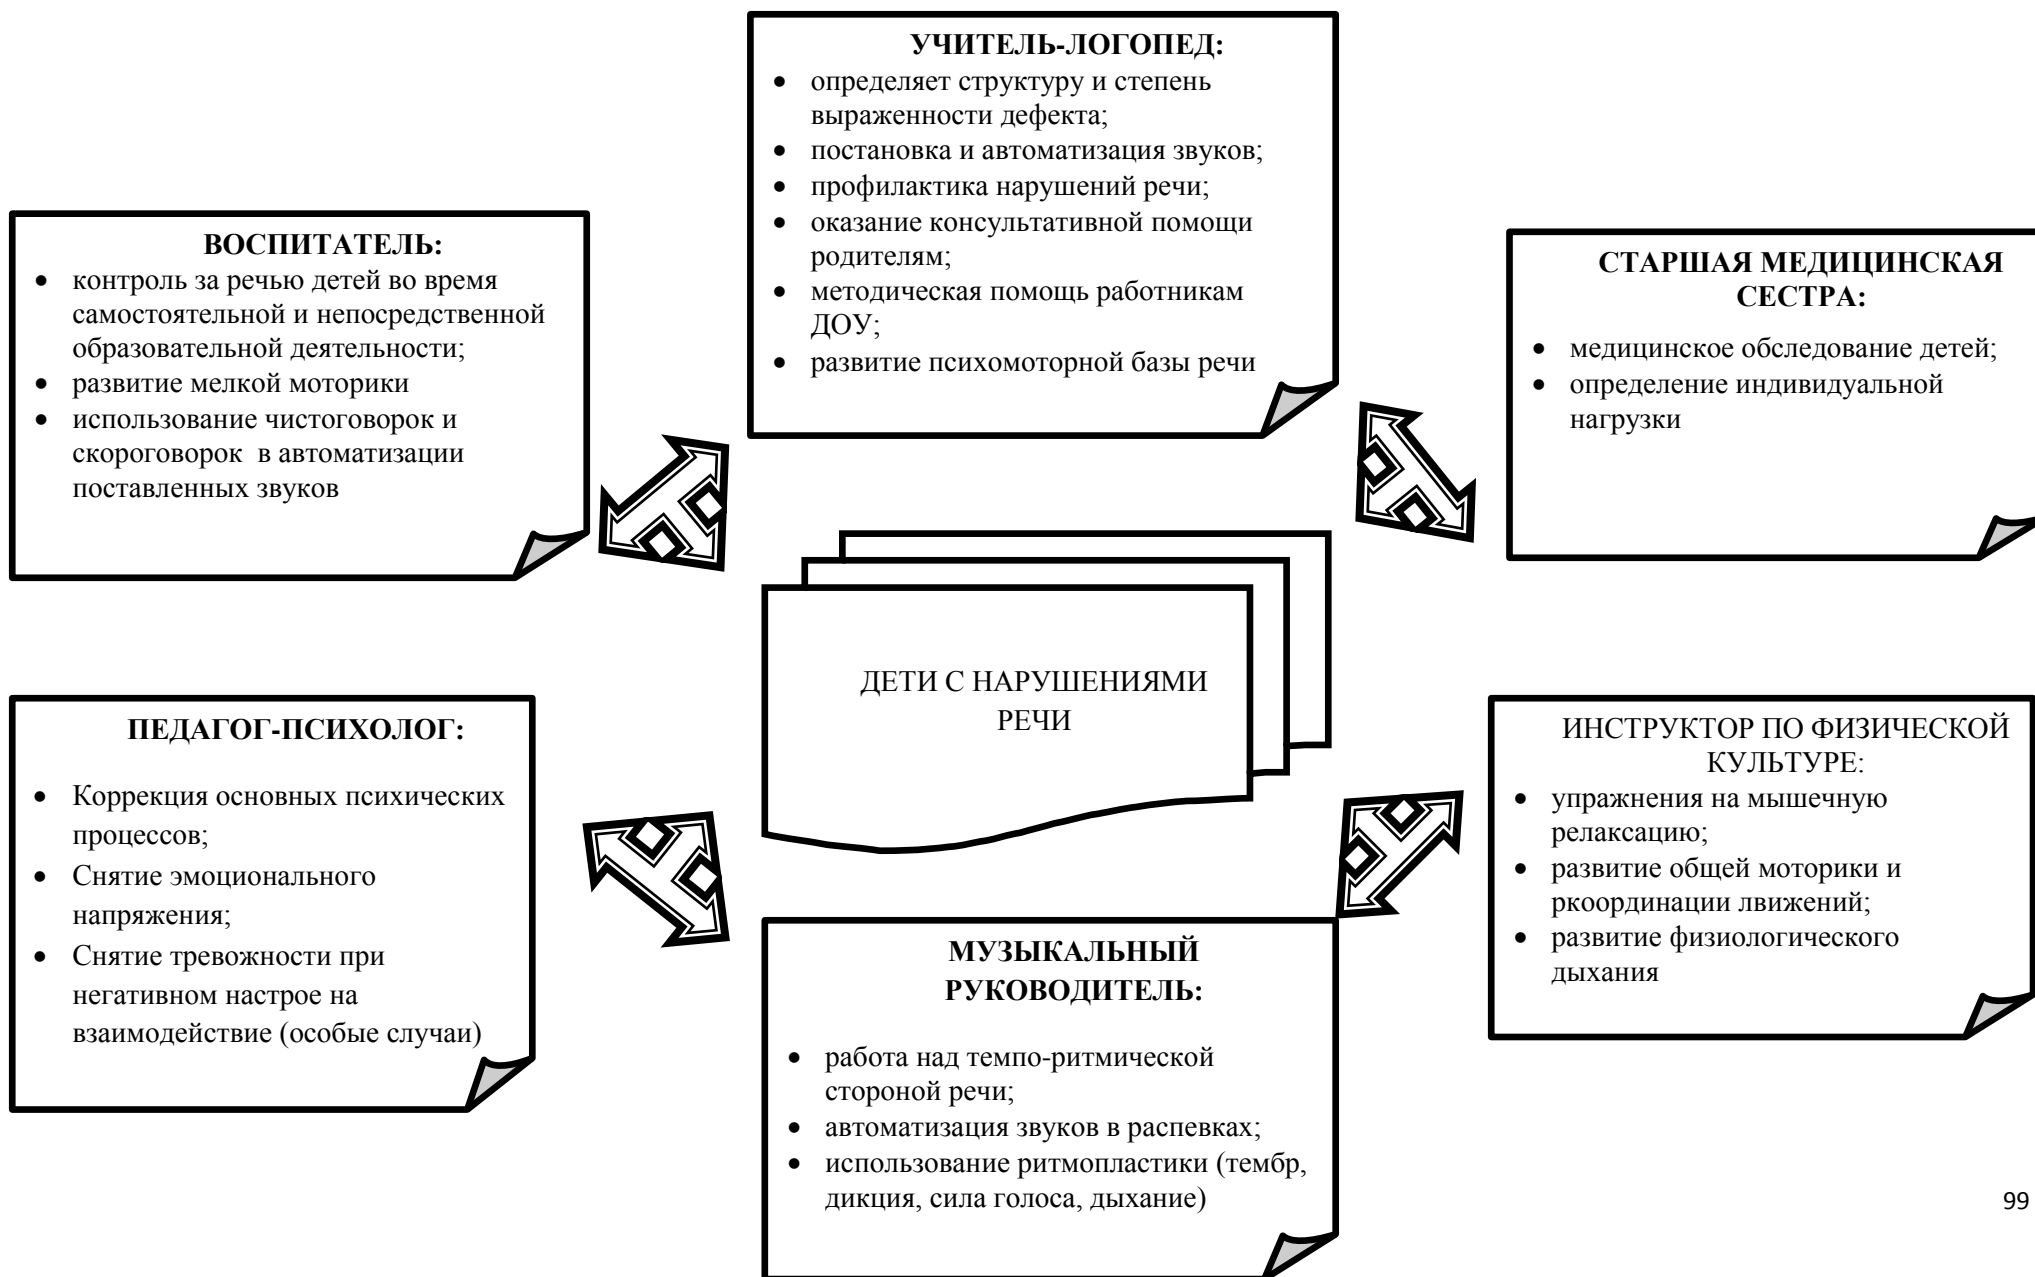 УЧИТЕЛЬ-ЛОГОПЕД:
• определяет структуру и степень
выраженности дефекта;
• постановка и автоматизация звуков;
• профилактика нарушений речи;
• оказание консультативной помощи
родителям;
• методическая помощь работникам
ДОУ;
• развитие психомоторной базы речи
ВОСПИТАТЕЛЬ:
• контроль за речью детей во время
самостоятельной и непосредственной
образовательной деятельности;
• развитие мелкой моторики
• использование чистоговорок и
скороговорок в автоматизации
поставленных звуков
СТАРШАЯ МЕДИЦИНСКАЯ
СЕСТРА:
• медицинское обследование детей;
• определение индивидуальной
нагрузки
ДЕТИ С НАРУШЕНИЯМИ
РЕЧИ
ПЕДАГОГ-ПСИХОЛОГ:
• Коррекция основных психических
процессов;
• Снятие эмоционального
напряжения;
• Снятие тревожности при
негативном настрое на
взаимодействие (особые случаи)
ИНСТРУКТОР ПО ФИЗИЧЕСКОЙ
КУЛЬТУРЕ:
• упражнения на мышечную
релаксацию;
• развитие общей моторики и
ркоординации лвижений;
• развитие физиологического
дыхания
МУЗЫКАЛЬНЫЙ
РУКОВОДИТЕЛЬ:
• работа над темпо-ритмической
стороной речи;
• автоматизация звуков в распевках;
• использование ритмопластики (тембр,
дикция, сила голоса, дыхание)
99